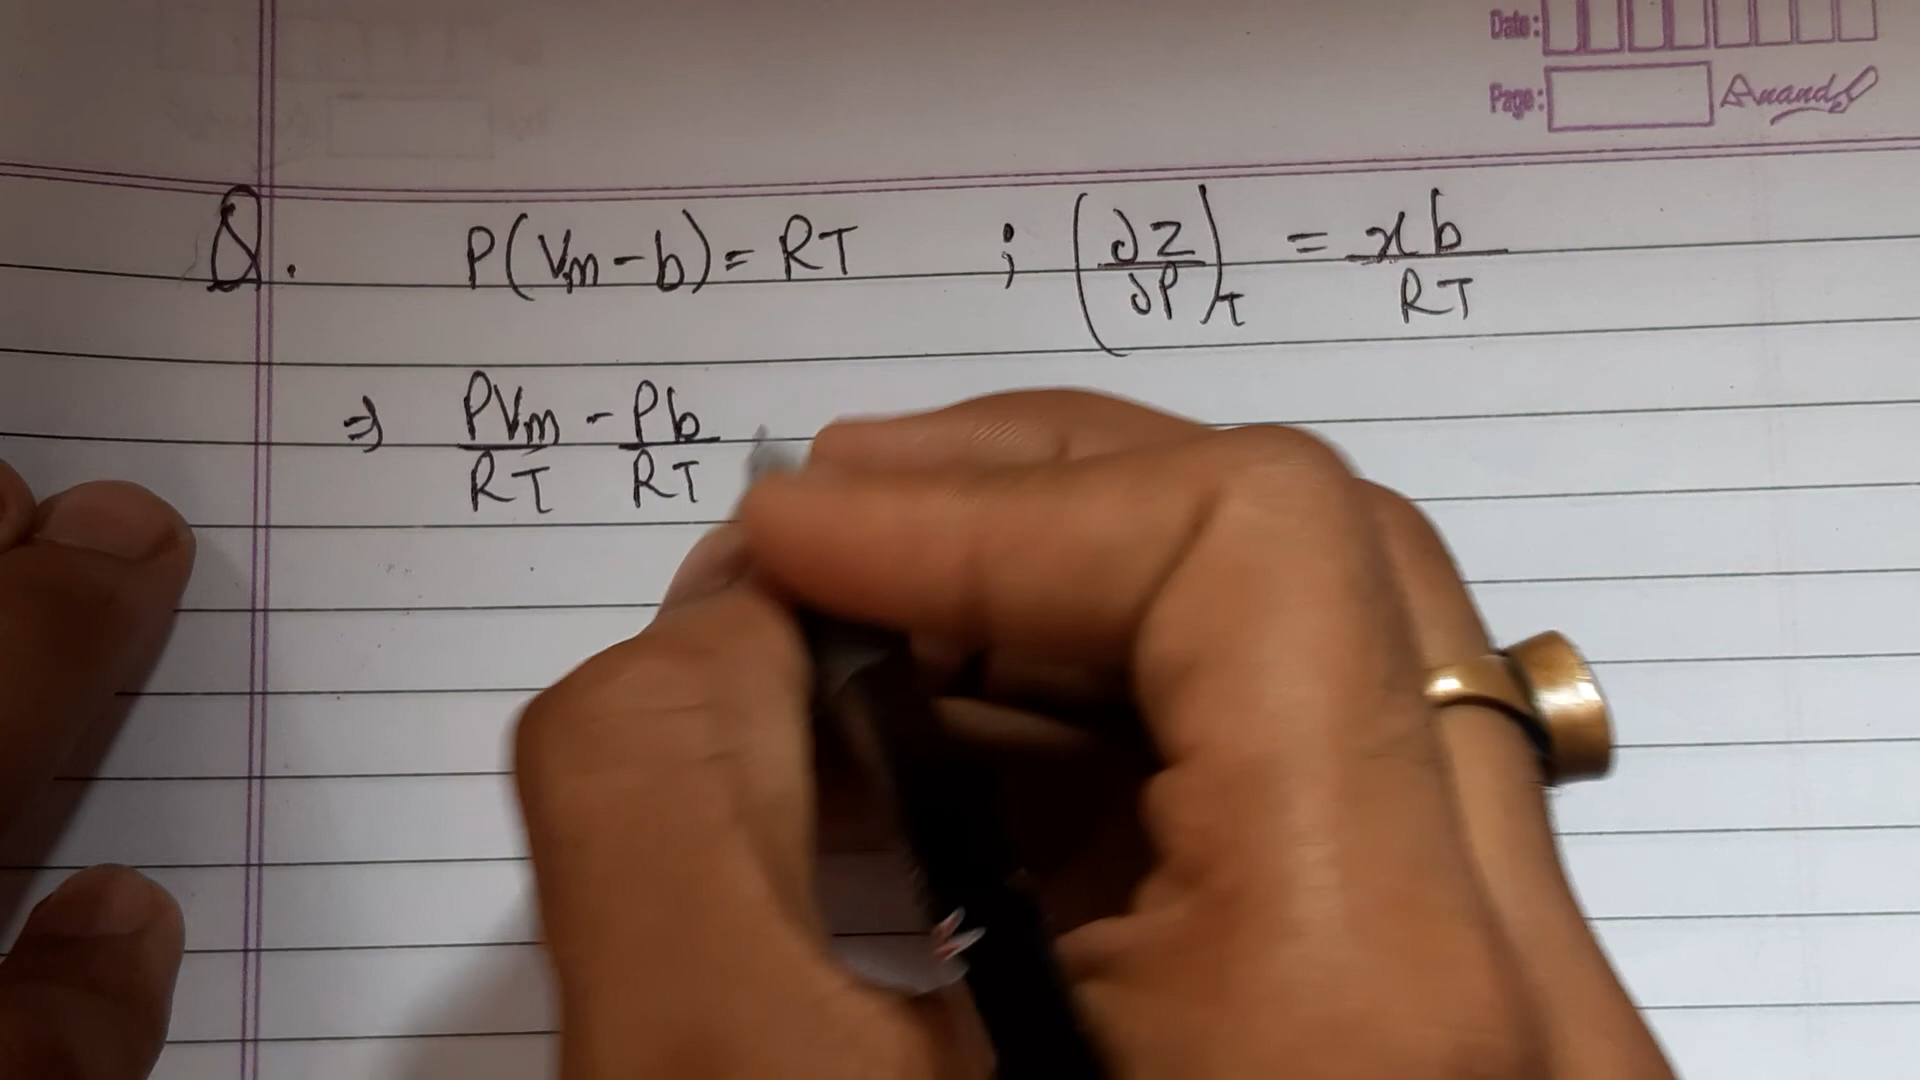 Date:
Page: Anand
Q. P(Vm-b) = RT ; (∂Z/∂P)T = xb/RT
⇒ PVm/RT - Pb/RT